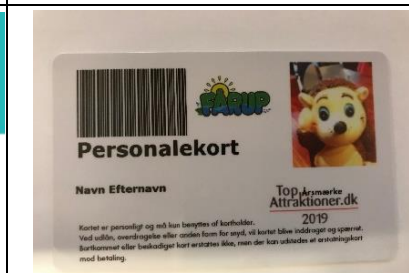 FÅRUP
Personalekort
Navn Efternavn
Top Årsmærke
Attraktioner.dk
2019
Kortet er personligt og må kun benyttes af kortholder.
Ved udlån, overdragelse eller anden form for snyd, vil kortet blive inddraget og spærret.
Bortkommet eller beskadiget kort erstattes ikke, men der kan udstedes et erstatningskort
mod betaling.